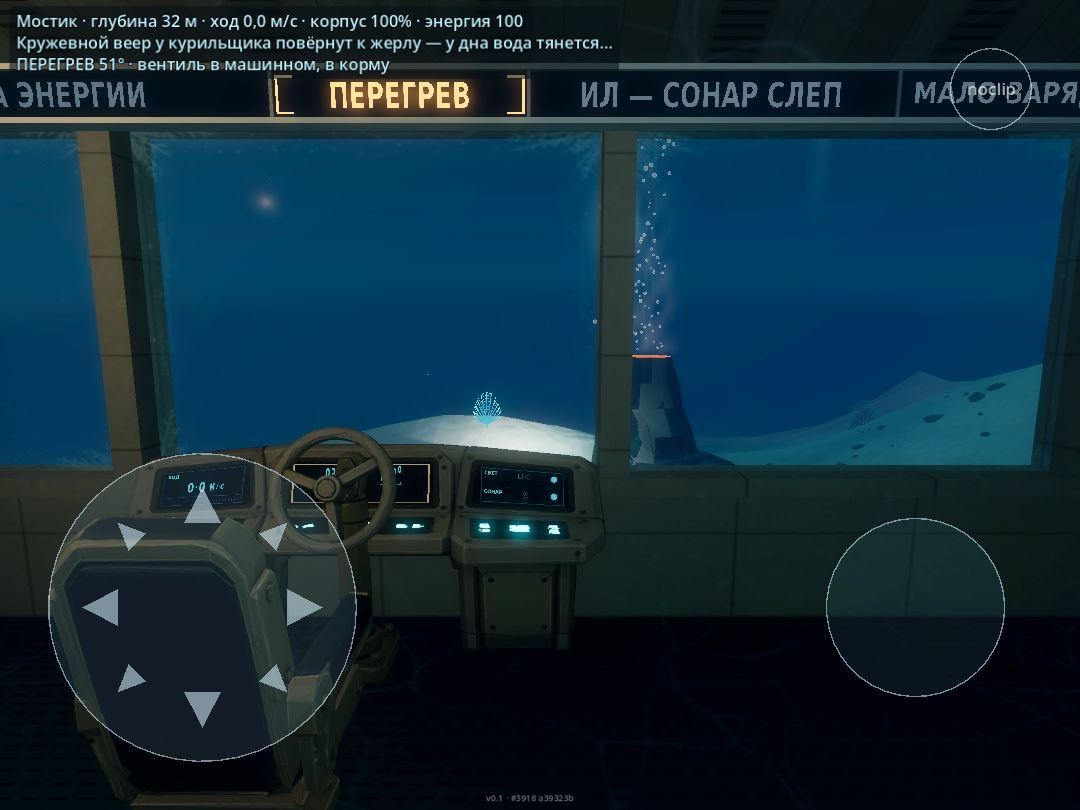 Мостик · глубина 32 м · ход 0,0 м/с · корпус 100% · энергия 100
Кружевной веер у курильщика повёрнут к жерлу — у дна вода тянется...
ПЕРЕГРЕВ 51° · вентиль в машинном, в корму
А ЭНЕРГИИ
ПЕРЕГРЕВ
ИЛ — СОНАР СЛЕП
МАЛО ВАРЯ
noclip
ХОД
0·0 М/с
СВЕТ
СОНАР
v0.1 · #3918 a39323b